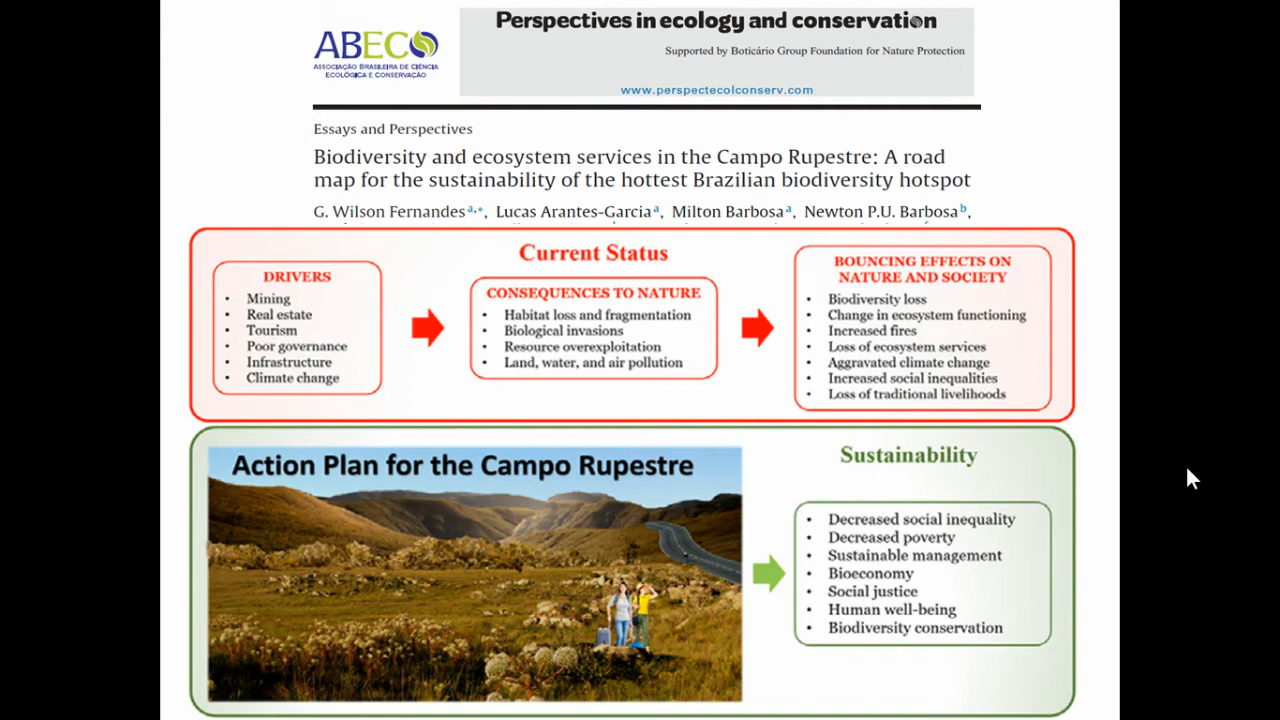 Perspectives in ecology and conservation
ABECO
ASSOCIAÇÃO BRASILEIRA DE CIÊNCIA
ECOLÓGICA E CONSERVAÇÃO
Supported by Boticário Group Foundation for Nature Protection
www.perspectecolconserv.com
Essays and Perspectives
Biodiversity and ecosystem services in the Campo Rupestre: A road
map for the sustainability of the hottest Brazilian biodiversity hotspot
G. Wilson Fernandes a,*, Lucas Arantes-Garcia a, Milton Barbosa a, Newton P.U. Barbosa b,
Current Status
DRIVERS
• Mining
• Real estate
• Tourism
• Poor governance
• Infrastructure
• Climate change
CONSEQUENCES TO NATURE
• Habitat loss and fragmentation
• Biological invasions
• Resource overexploitation
• Land, water, and air pollution
BOUNCING EFFECTS ON
NATURE AND SOCIETY
• Biodiversity loss
• Change in ecosystem functioning
• Increased fires
• Loss of ecosystem services
• Aggravated climate change
• Increased social inequalities
• Loss of traditional livelihoods
Action Plan for the Campo Rupestre
Sustainability
• Decreased social inequality
• Decreased poverty
• Sustainable management
• Bioeconomy
• Social justice
• Human well-being
• Biodiversity conservation